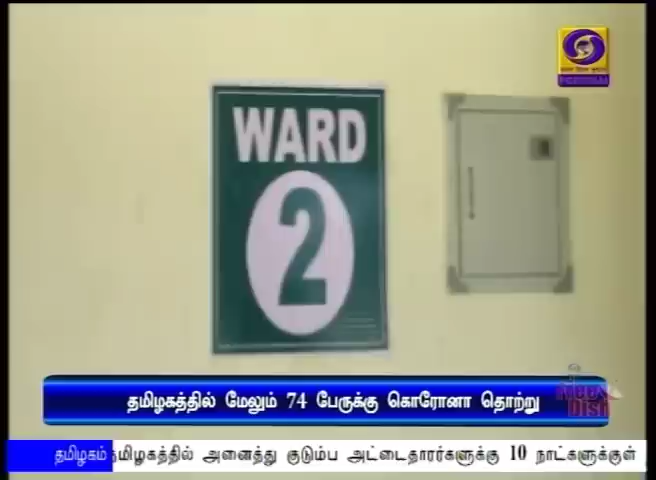 WARD
2
தமிழகத்தில் மேலும் 74 பேருக்கு கொரோனா தொற்று
தமிழகம் தமிழகத்தில் அனைத்து குடும்ப அட்டைதாரர்களுக்கு 10 நாட்களுக்குள்